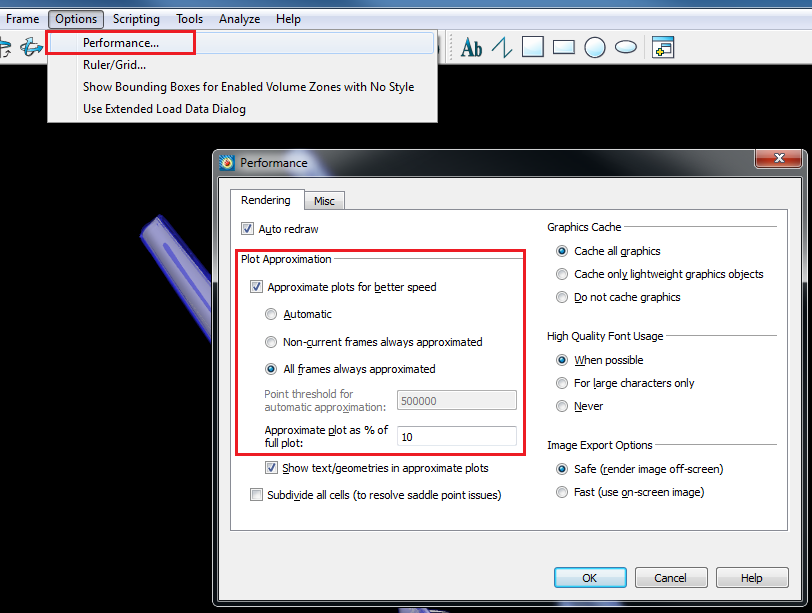 Frame Options Scripting Tools Analyze Help
Performance...
Ruler/Grid...
Show Bounding Boxes for Enabled Volume Zones with No Style
Use Extended Load Data Dialog
Ab
Performance
Rendering Misc
Auto redraw
Plot Approximation
Approximate plots for better speed
Automatic
Non-current frames always approximated
All frames always approximated
Point threshold for
automatic approximation:
500000
Approximate plot as % of
full plot:
10
Show text/geometries in approximate plots
Subdivide all cells (to resolve saddle point issues)
Graphics Cache
Cache all graphics
Cache only lightweight graphics objects
Do not cache graphics
High Quality Font Usage
When possible
For large characters only
Never
Image Export Options
Safe (render image off-screen)
Fast (use on-screen image)
OK Cancel Help